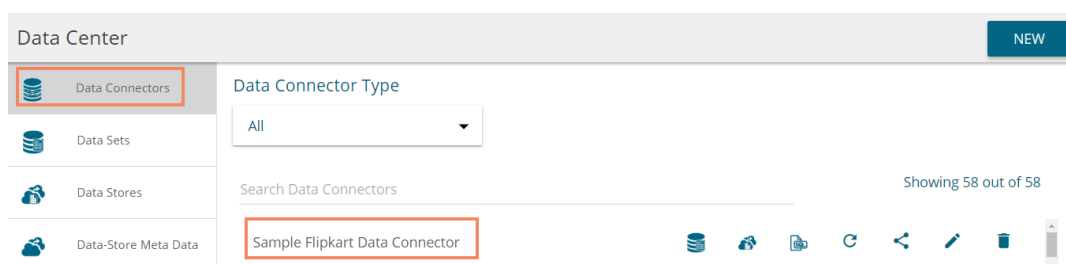 Data Center
NEW
Data Connectors
Data Sets
Data Stores
Data-Store Meta Data
Data Connector Type
All
Search Data Connectors
Showing 58 out of 58
Sample Flipkart Data Connector